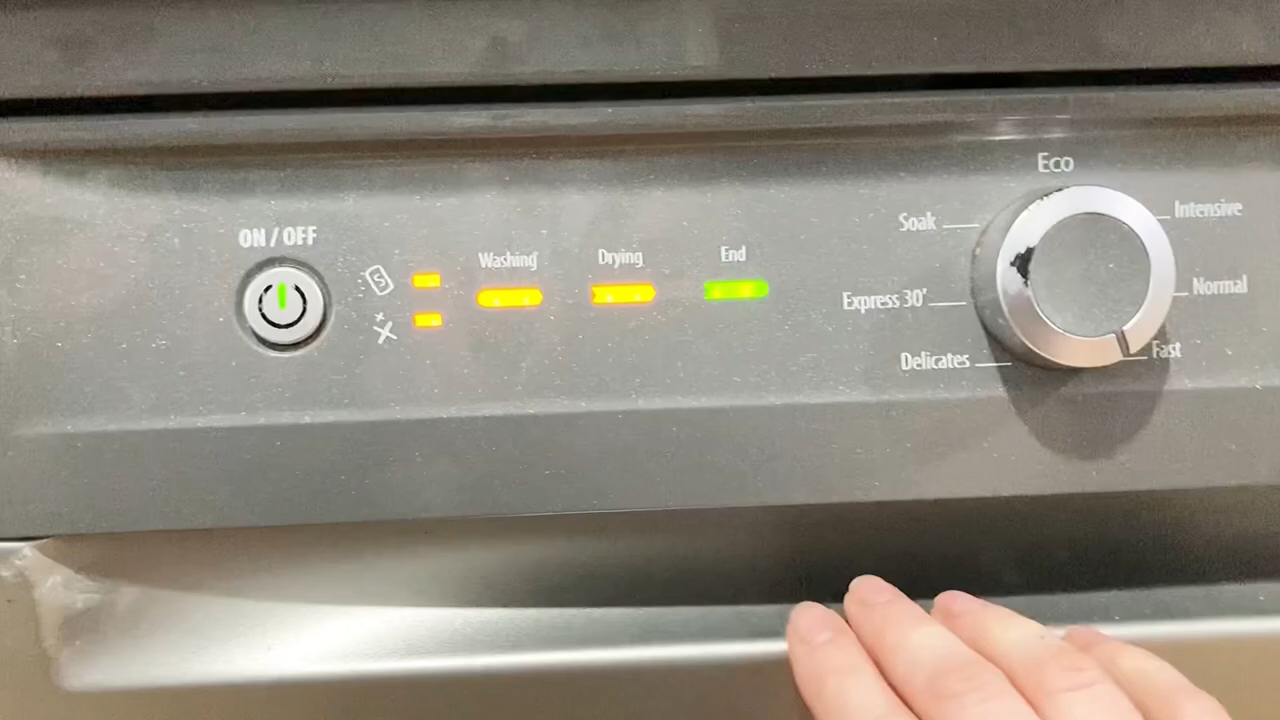 ON / OFF
S
Washing
Drying
End
Eco
Soak
Intensive
Express 30'
Normal
Delicates
Fast